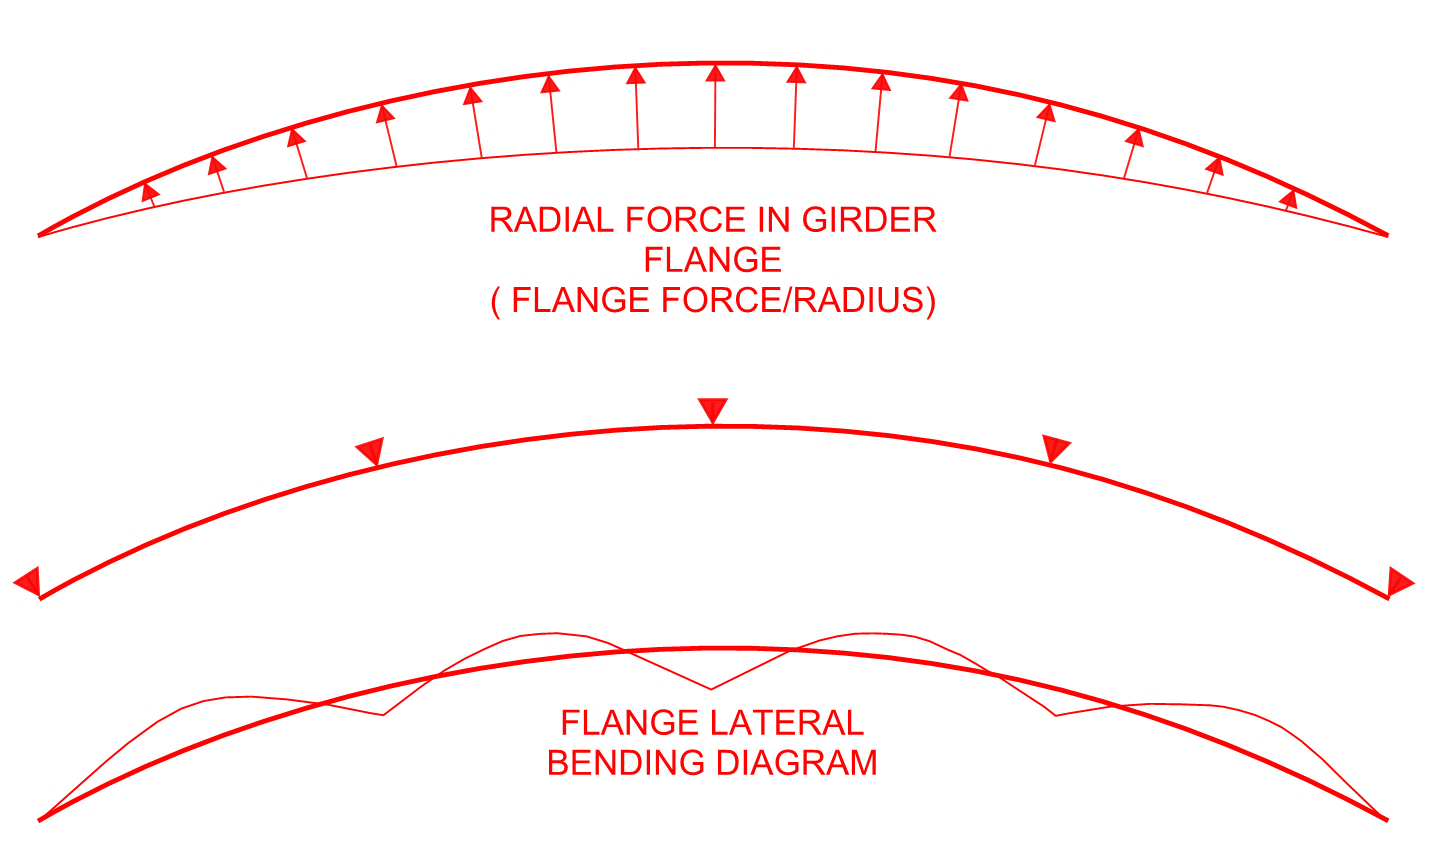 RADIAL FORCE IN GIRDER
FLANGE
( FLANGE FORCE/RADIUS)
FLANGE LATERAL
BENDING DIAGRAM